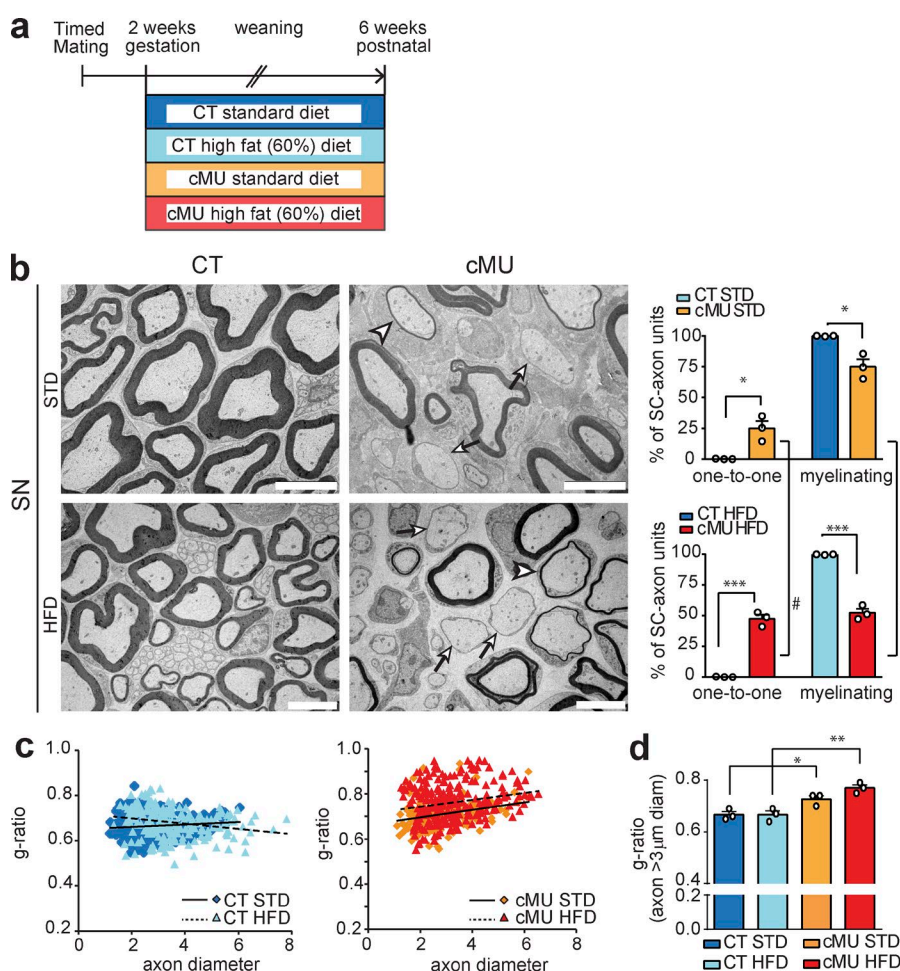 a
Timed
Mating
2 weeks
gestation
weaning
6 weeks
postnatal
CT standard diet
CT high fat (60%) diet
cMU standard diet
cMU high fat (60%) diet
b
CT
cMU
SN
STD
HFD
CT STD
cMU STD
% of SC-axon units
100
75
50
25
0
*
*
one-to-one
myelinating
CT HFD
cMU HFD
% of SC-axon units
100
50
0
***
***
#
one-to-one
myelinating
c
g-ratio
1.0
0.8
0.6
0.4
0.2
0
2
4
6
8
axon diameter
CT STD
CT HFD
g-ratio
1.0
0.8
0.6
0.4
0.2
0
2
4
6
8
axon diameter
cMU STD
cMU HFD
d
g-ratio
(axon >3μm diam)
0.8
0.6
0.4
0.2
0.0
*
**
CT STD
cMU STD
CT HFD
cMU HFD